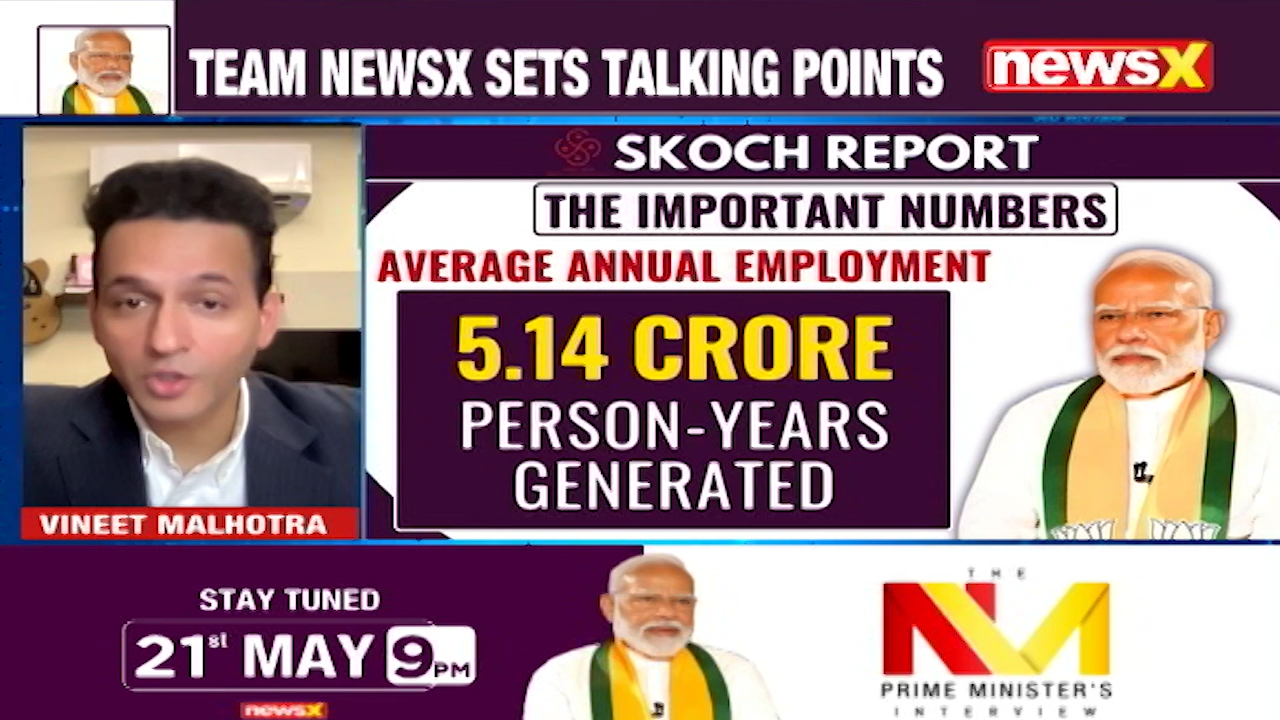 TEAM NEWSX SETS TALKING POINTS
newsX
SKOCH REPORT
THE IMPORTANT NUMBERS
AVERAGE ANNUAL EMPLOYMENT
5.14 CRORE
PERSON-YEARS
GENERATED
VINEET MALHOTRA
STAY TUNED
21st MAY 9PM
newsX
THE
NM
PRIME MINISTER'S
INTERVIEW